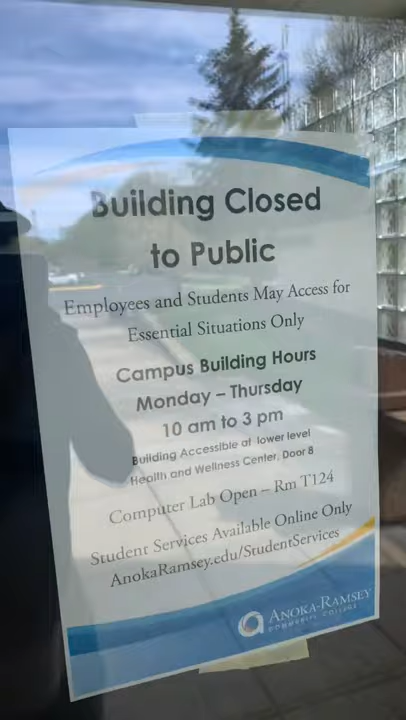 Building Closed
to Public
Employees and Students May Access for
Essential Situations Only
Campus Building Hours
Monday – Thursday
10 am to 3 pm
Building Accessible at lower level
Health and Wellness Center, Door 8
Computer Lab Open – Rm T124
Student Services Available Online Only
AnokaRamsey.edu/StudentServices
ANOKA-RAMSEY
COMMUNITY COLLEGE